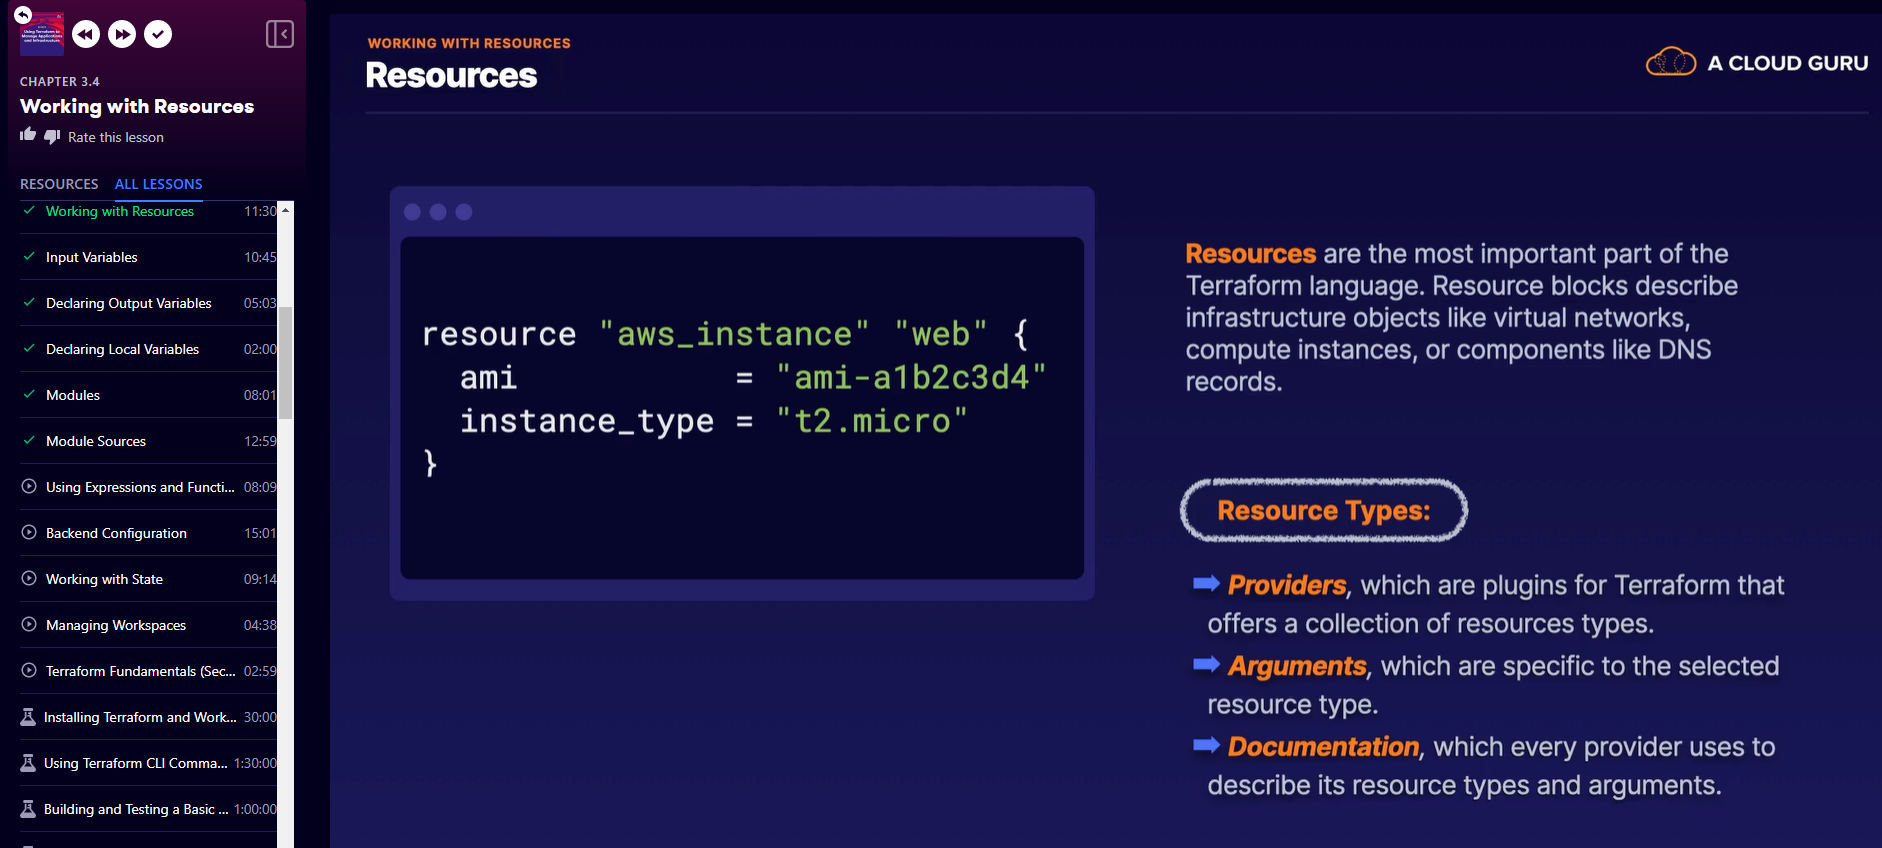 Using Terraform to
Manage Applications
and Infrastructure
CHAPTER 3.4
Working with Resources
Rate this lesson
RESOURCES
ALL LESSONS
Working with Resources 11:30
Input Variables 10:45
Declaring Output Variables 05:03
Declaring Local Variables 02:00
Modules 08:01
Module Sources 12:59
Using Expressions and Functi... 08:09
Backend Configuration 15:01
Working with State 09:14
Managing Workspaces 04:38
Terraform Fundamentals (Sec... 02:59
Installing Terraform and Work... 30:00
Using Terraform CLI Comma... 1:30:00
Building and Testing a Basic ... 1:00:00
WORKING WITH RESOURCES
Resources
A CLOUD GURU
resource "aws_instance" "web" {
  ami           = "ami-a1b2c3d4"
  instance_type = "t2.micro"
}
Resources are the most important part of the
Terraform language. Resource blocks describe
infrastructure objects like virtual networks,
compute instances, or components like DNS
records.
Resource Types:
Providers, which are plugins for Terraform that
offers a collection of resources types.
Arguments, which are specific to the selected
resource type.
Documentation, which every provider uses to
describe its resource types and arguments.